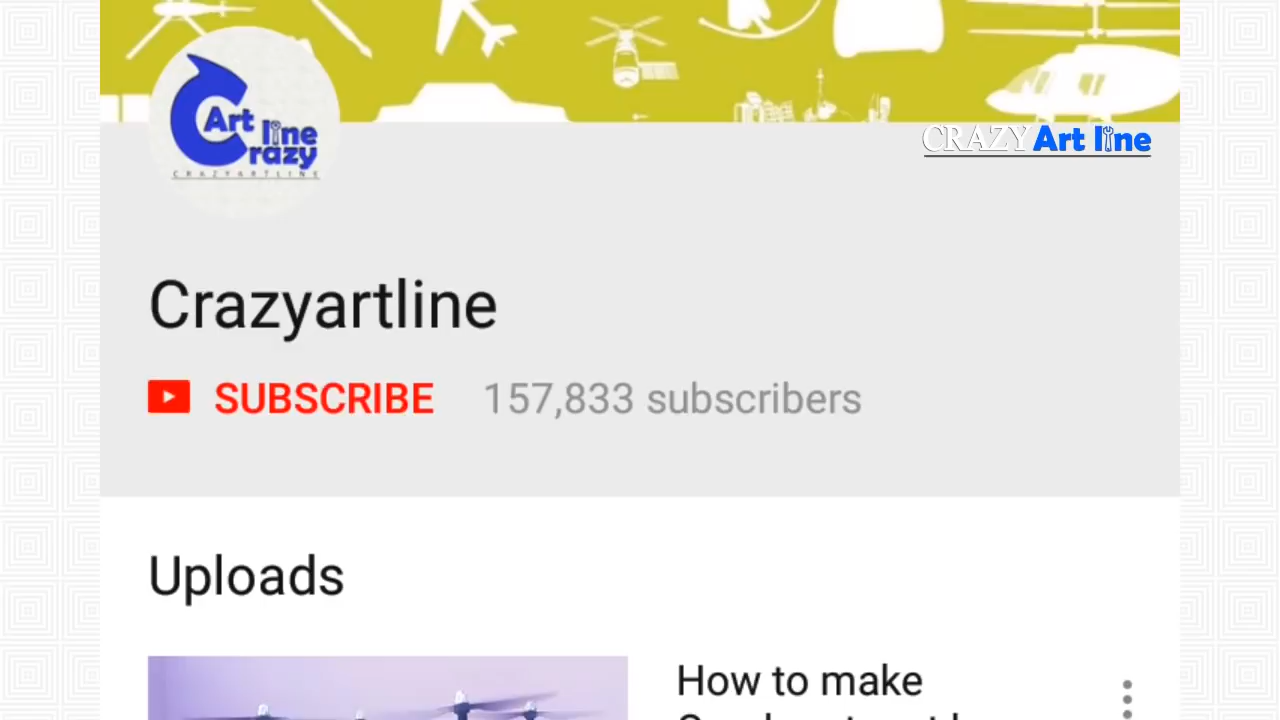 Art line
Crazy
CRAZYARTLINE
CRAZY Art line
Crazyartline
SUBSCRIBE 157,833 subscribers
Uploads
How to make